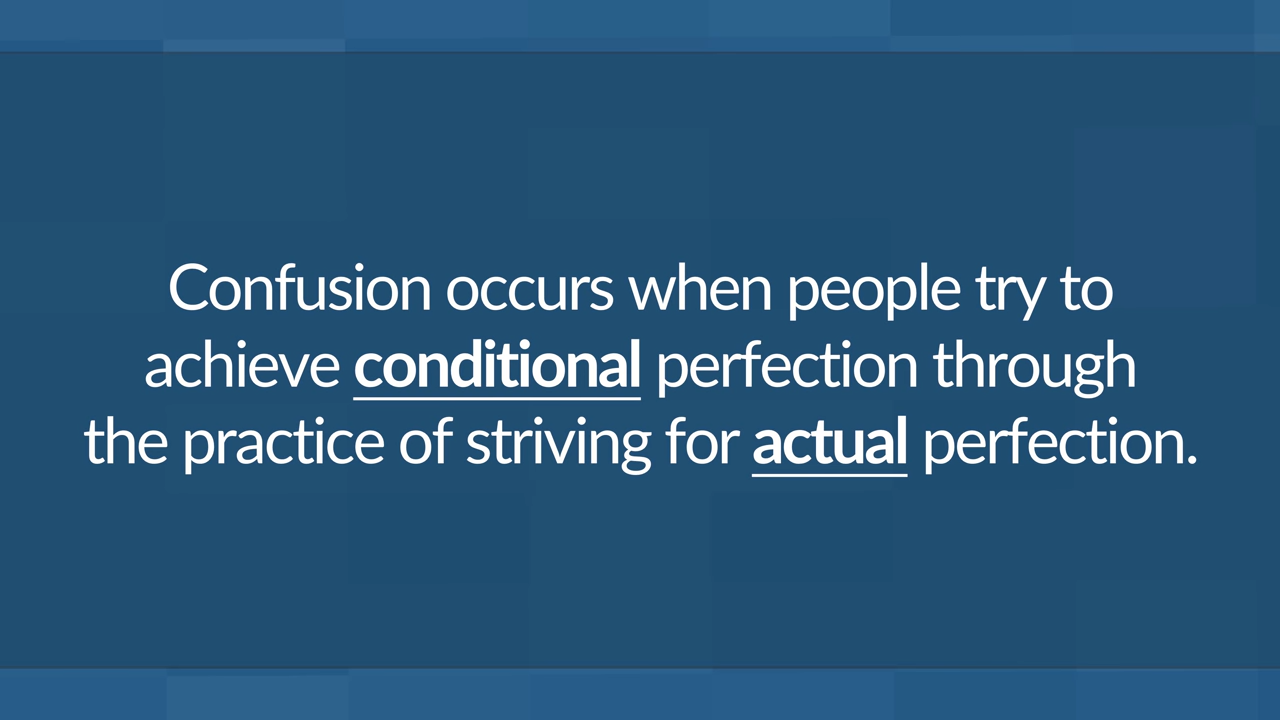 Confusion occurs when people try to
achieve conditional perfection through
the practice of striving for actual perfection.